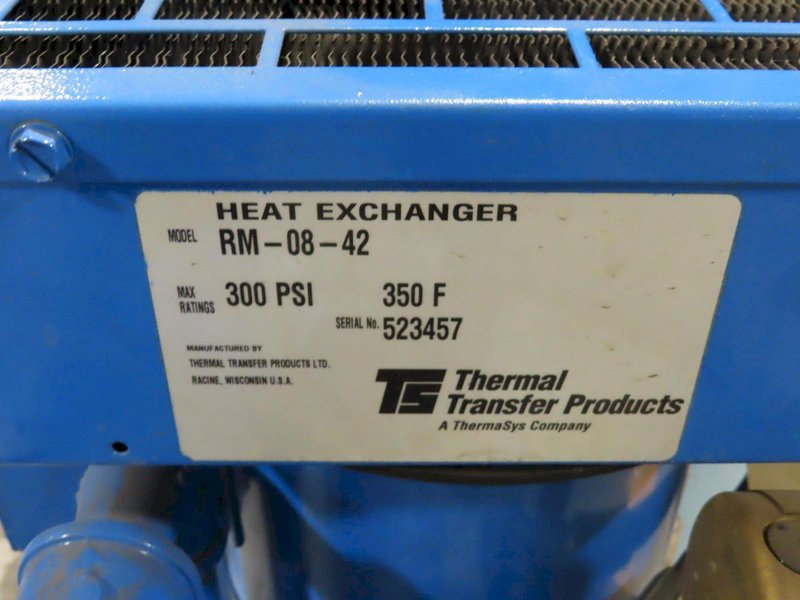 HEAT EXCHANGER
MODEL RM-08-42
MAX RATINGS 300 PSI 350 F
SERIAL No. 523457
MANUFACTURED BY
THERMAL TRANSFER PRODUCTS LTD.
RACINE, WISCONSIN U.S.A.
TS Thermal
Transfer Products
A ThermaSys Company